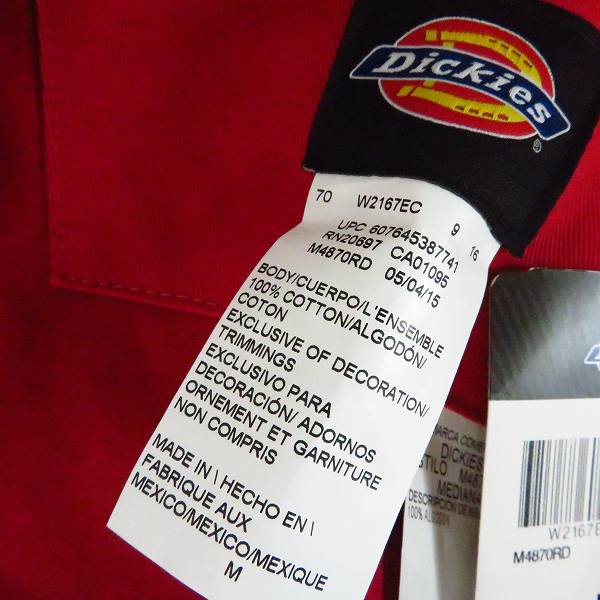 Dickies
®
70 W2167EC 9 16
UPC 607645387741
RN20697 CA01095
M4870RD 05/04/15
BODY/CUERPO/L'ENSEMBLE
100% COTTON/ALGODÓN/
COTON
EXCLUSIVE OF DECORATION/
TRIMMINGS
EXCLUSIVO PARA
DECORACIÓN/ ADORNOS
ORNEMENT ET GARNITURE
NON COMPRIS
MADE IN \ HECHO EN \
FABRIQUE AUX
MEXICO/MEXICO/MEXIQUE
M
DICKIES
MEDIANA
100% ALGODÓN
W2167E
M4870RD